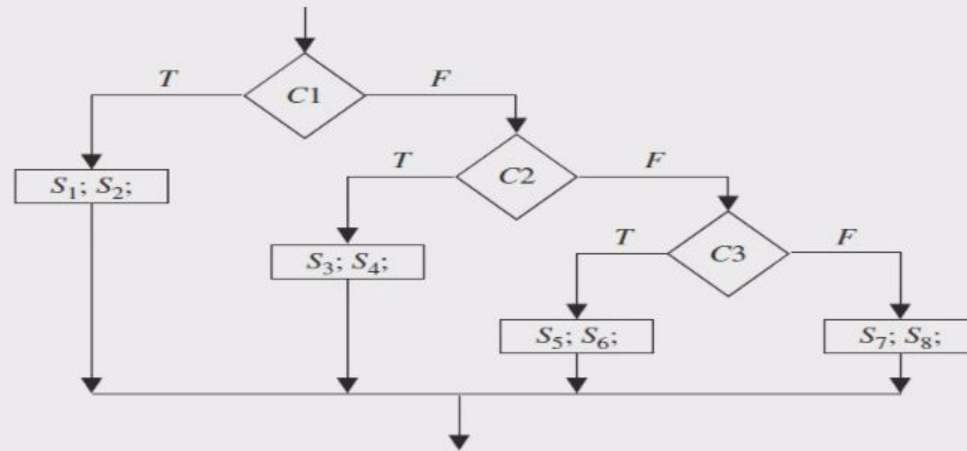 T
C1
F
T
C2
F
S₁; S₂;
T
C3
F
S₃; S₄;
S₅; S₆;
S₇; S₈;